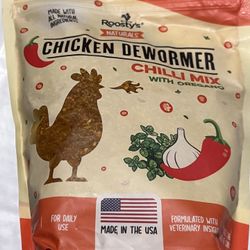 MADE WITH
ALL NATURAL
INGREDIENTS
Roosty's
NATURALS
CHICKEN DEWORMER
CHILLI MIX
WITH OREGANO
FOR DAILY
USE
MADE IN THE USA
FORMULATED WITH
VETERINARY INSIGHT